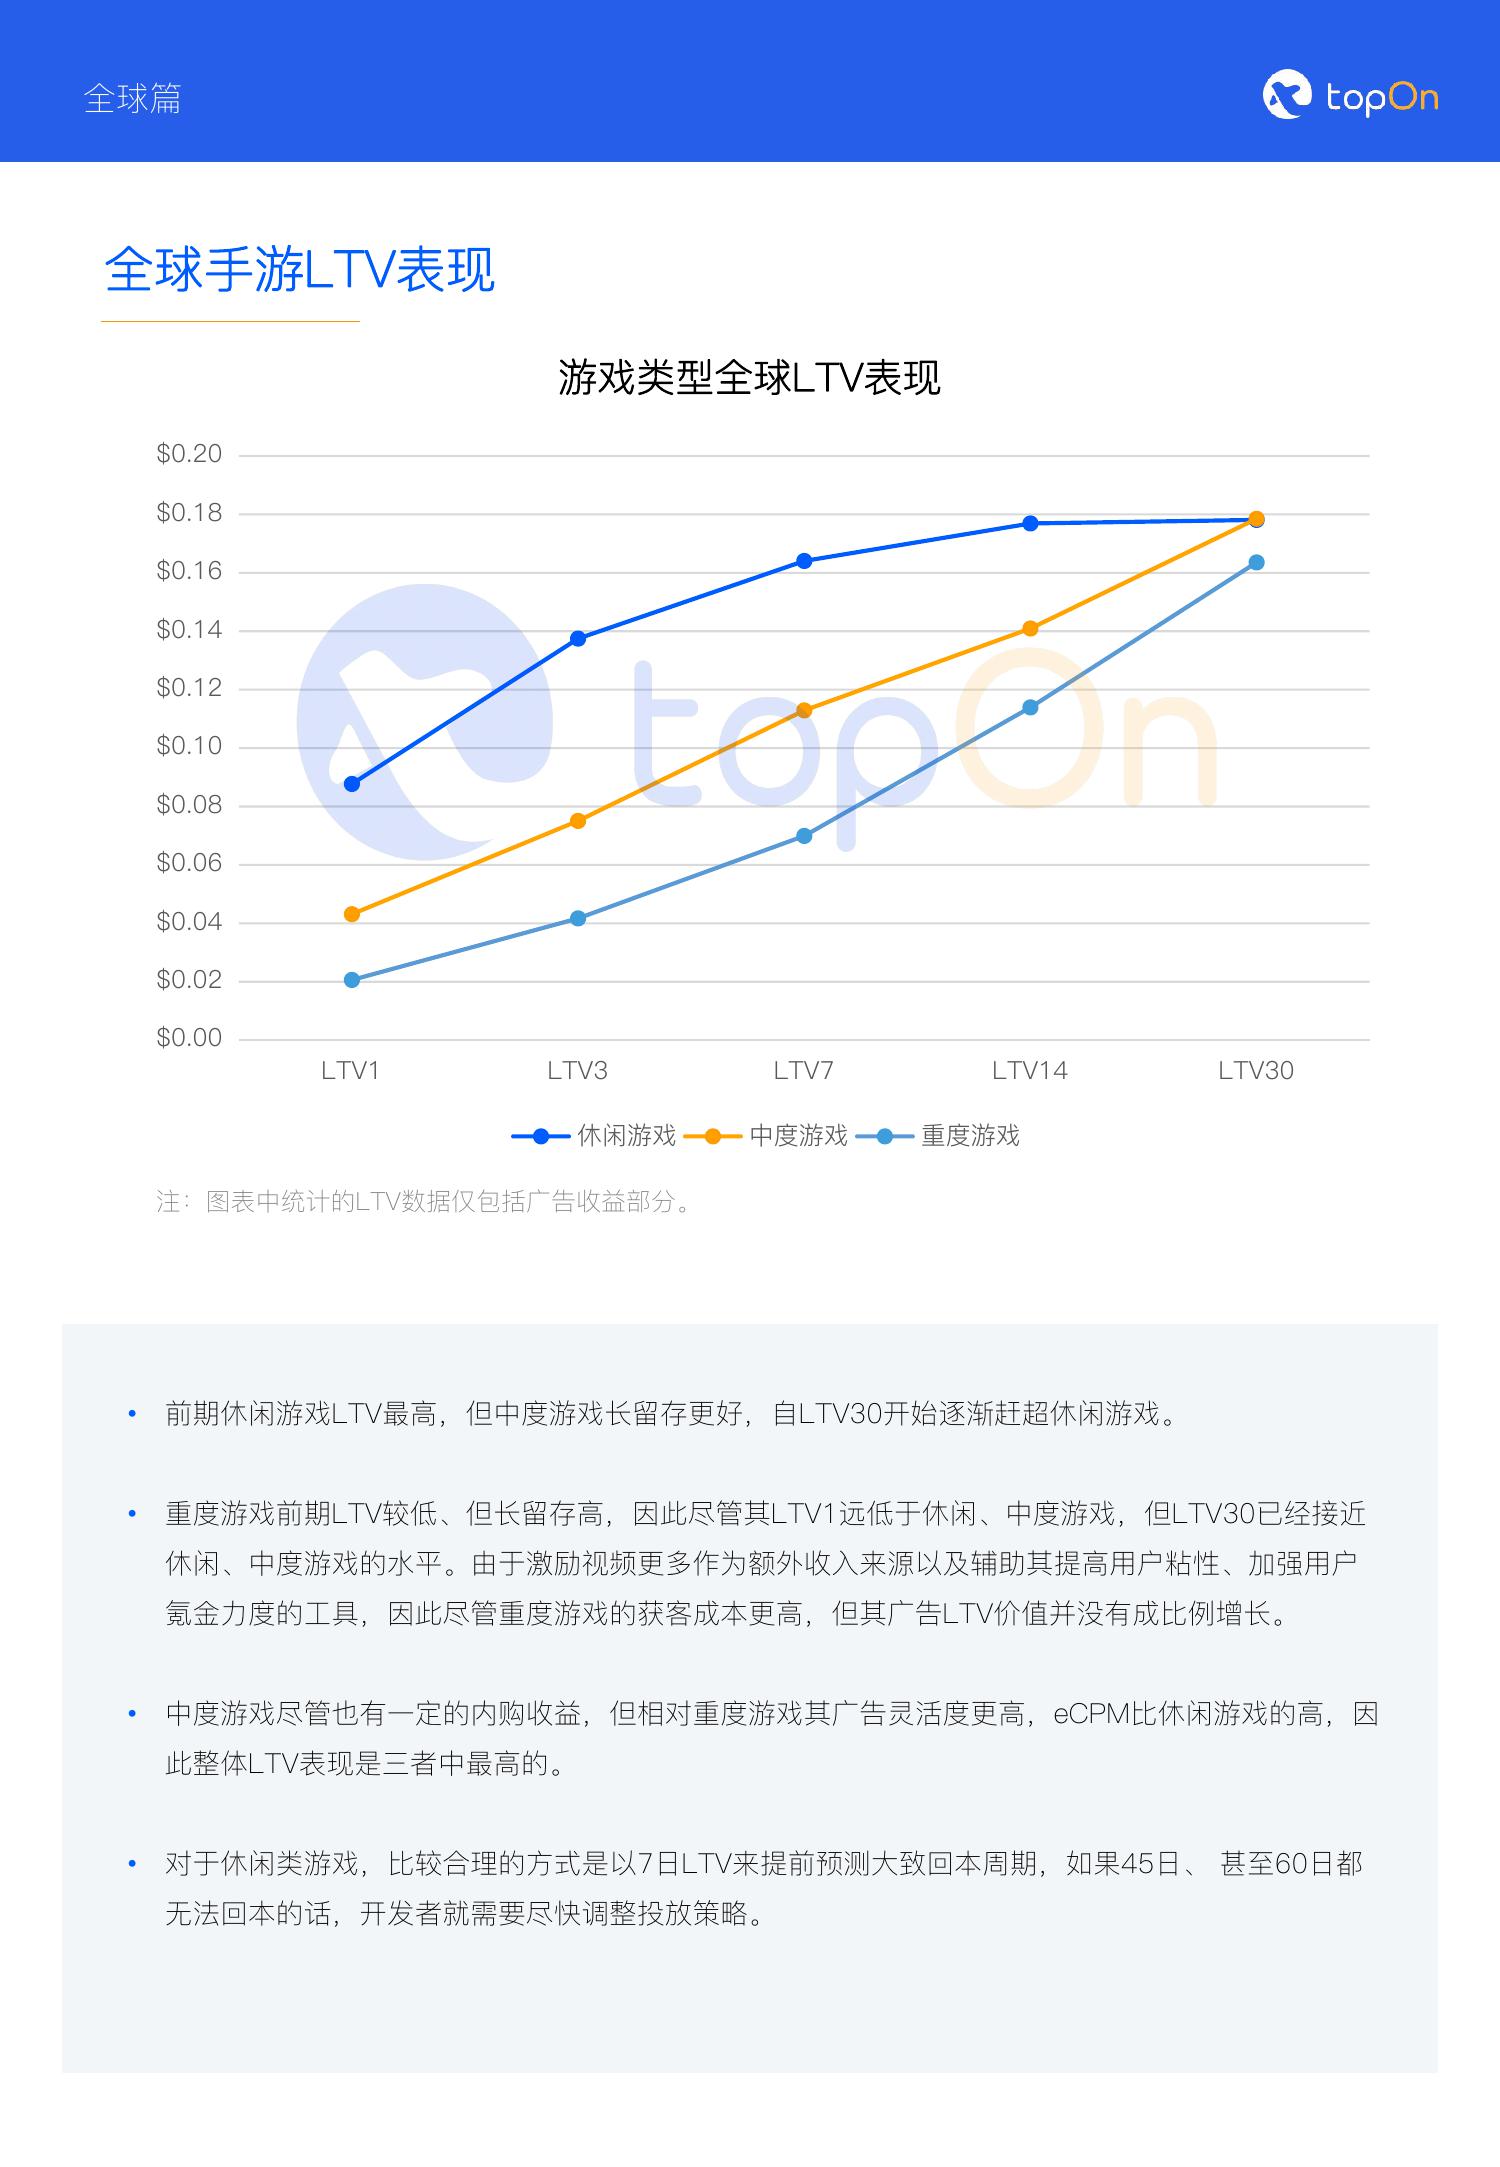 全球篇
topOn
全球手游LTV表现
游戏类型全球LTV表现
$0.20
$0.18
$0.16
$0.14
$0.12
$0.10
$0.08
$0.06
$0.04
$0.02
$0.00
topOn
LTV1 LTV3 LTV7 LTV14 LTV30
休闲游戏 中度游戏 重度游戏
注：图表中统计的LTV数据仅包括广告收益部分。
• 前期休闲游戏LTV最高，但中度游戏长留存更好，自LTV30开始逐渐赶超休闲游戏。
• 重度游戏前期LTV较低、但长留存高，因此尽管其LTV1远低于休闲、中度游戏，但LTV30已经接近
休闲、中度游戏的水平。由于激励视频更多作为额外收入来源以及辅助其提高用户粘性、加强用户
氪金力度的工具，因此尽管重度游戏的获客成本更高，但其广告LTV价值并没有成比例增长。
• 中度游戏尽管也有一定的内购收益，但相对重度游戏其广告灵活度更高，eCPM比休闲游戏的高，因
此整体LTV表现是三者中最高的。
• 对于休闲类游戏，比较合理的方式是以7日LTV来提前预测大致回本周期，如果45日、 甚至60日都
无法回本的话，开发者就需要尽快调整投放策略。